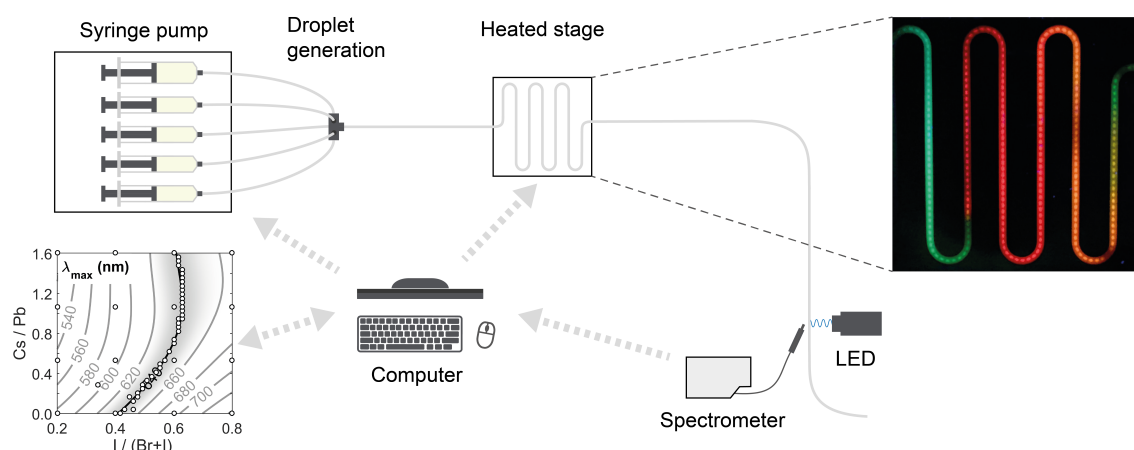 Syringe pump
Droplet
generation
Heated stage
λmax (nm)
1.6
1.2
0.8
0.4
0.0
Cs / Pb
540
560
580
600
620
660
680
700
0.2
0.4
0.6
0.8
I / (Br+I)
Computer
Spectrometer
LED